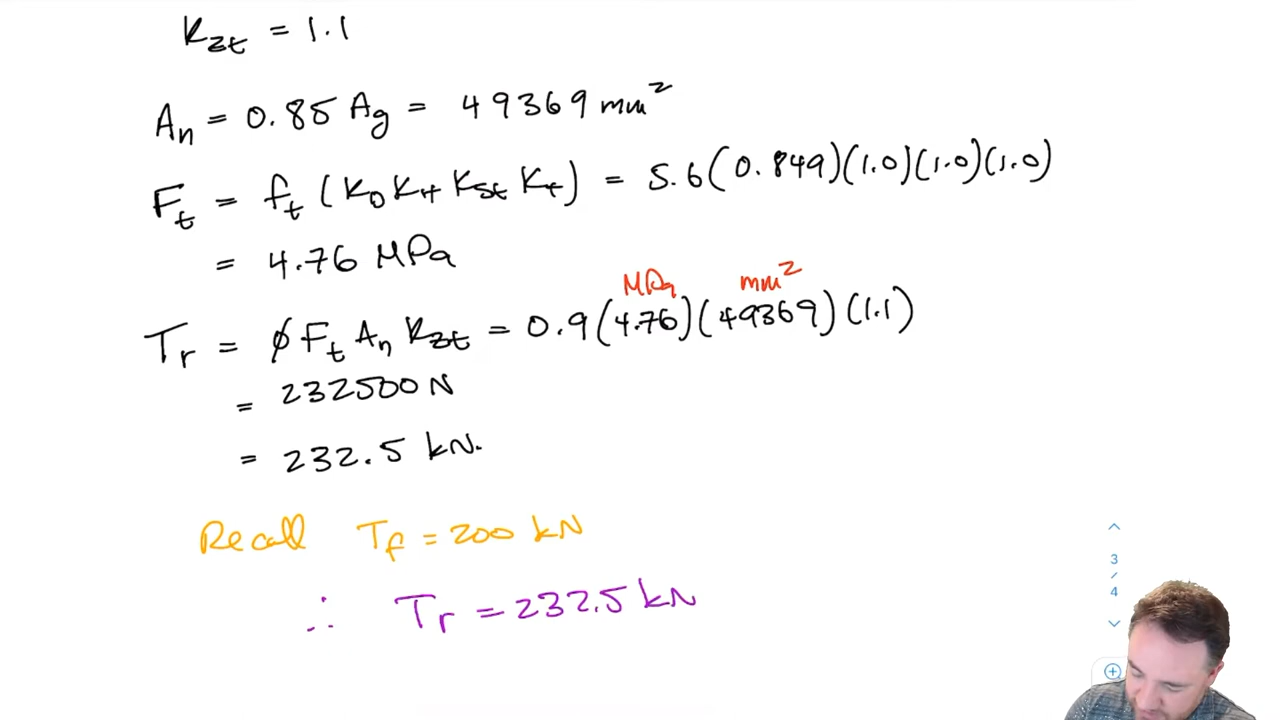 K_Zt = 1.1
A_n = 0.85 A_g = 49369 mm²
F_t = f_t (K_D K_H K_St K_T) = 5.6(0.849)(1.0)(1.0)(1.0)
= 4.76 MPa
MPa mm²
T_r = ϕ F_t A_n K_Zt = 0.9(4.76)(49369)(1.1)
= 232500 N
= 232.5 kN.
Recall T_f = 200 kN
∴ T_r = 232.5 kN
3
/
4